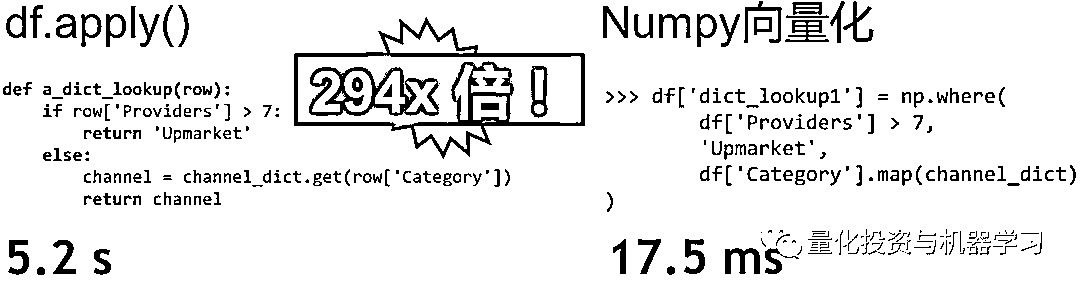 df.apply()
def a_dict_lookup(row):
    if row['Providers'] > 7:
        return 'Upmarket'
    else:
        channel = channel_dict.get(row['Category'])
        return channel
5.2 s
294x 倍！
Numpy向量化
>>> df['dict_lookup1'] = np.where(
        df['Providers'] > 7,
        'Upmarket',
        df['Category'].map(channel_dict)
)
17.5 ms
量化投资与机器学习